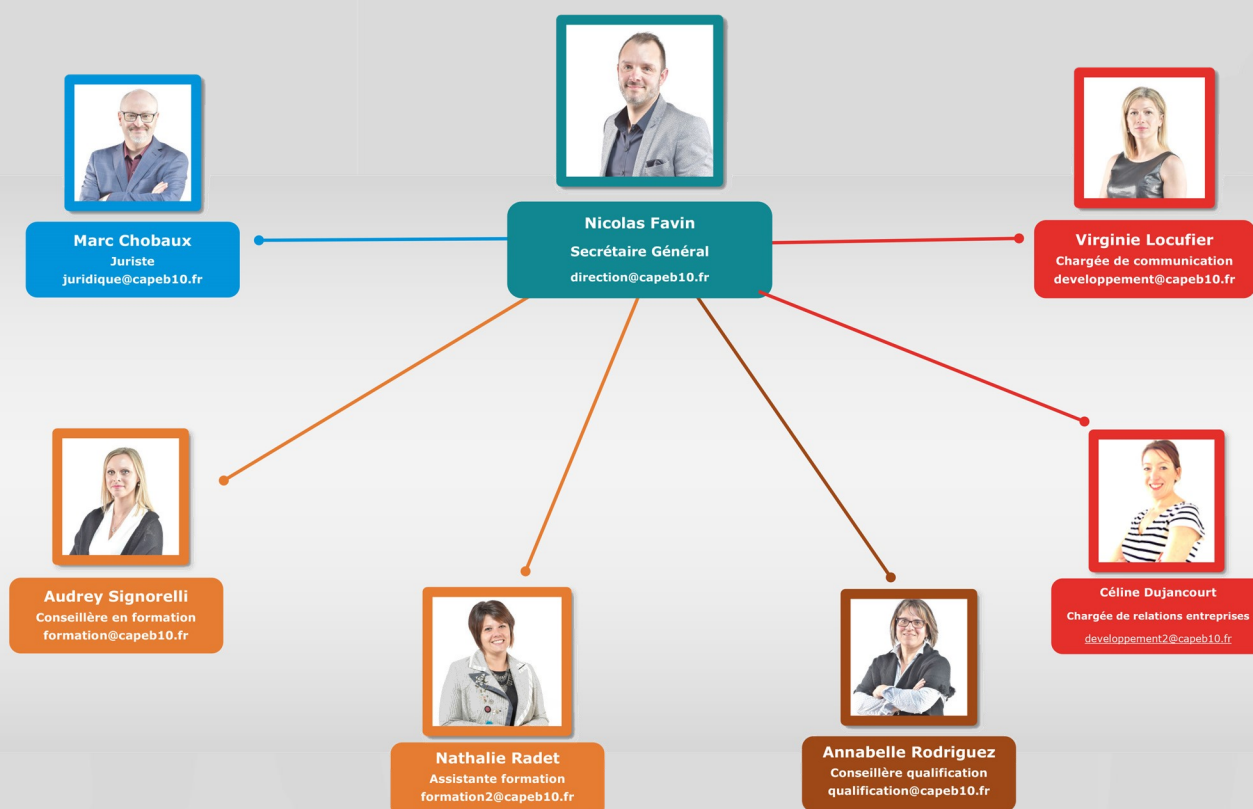 Nicolas Favin
Secrétaire Général
direction@capeb10.fr
Marc Chobaux
Juriste
juridique@capeb10.fr
Virginie Locufier
Chargée de communication
developpement@capeb10.fr
Audrey Signorelli
Conseillère en formation
formation@capeb10.fr
Nathalie Radet
Assistante formation
formation2@capeb10.fr
Annabelle Rodriguez
Conseillère qualification
qualification@capeb10.fr
Céline Dujancourt
Chargée de relations entreprises
developpement2@capeb10.fr